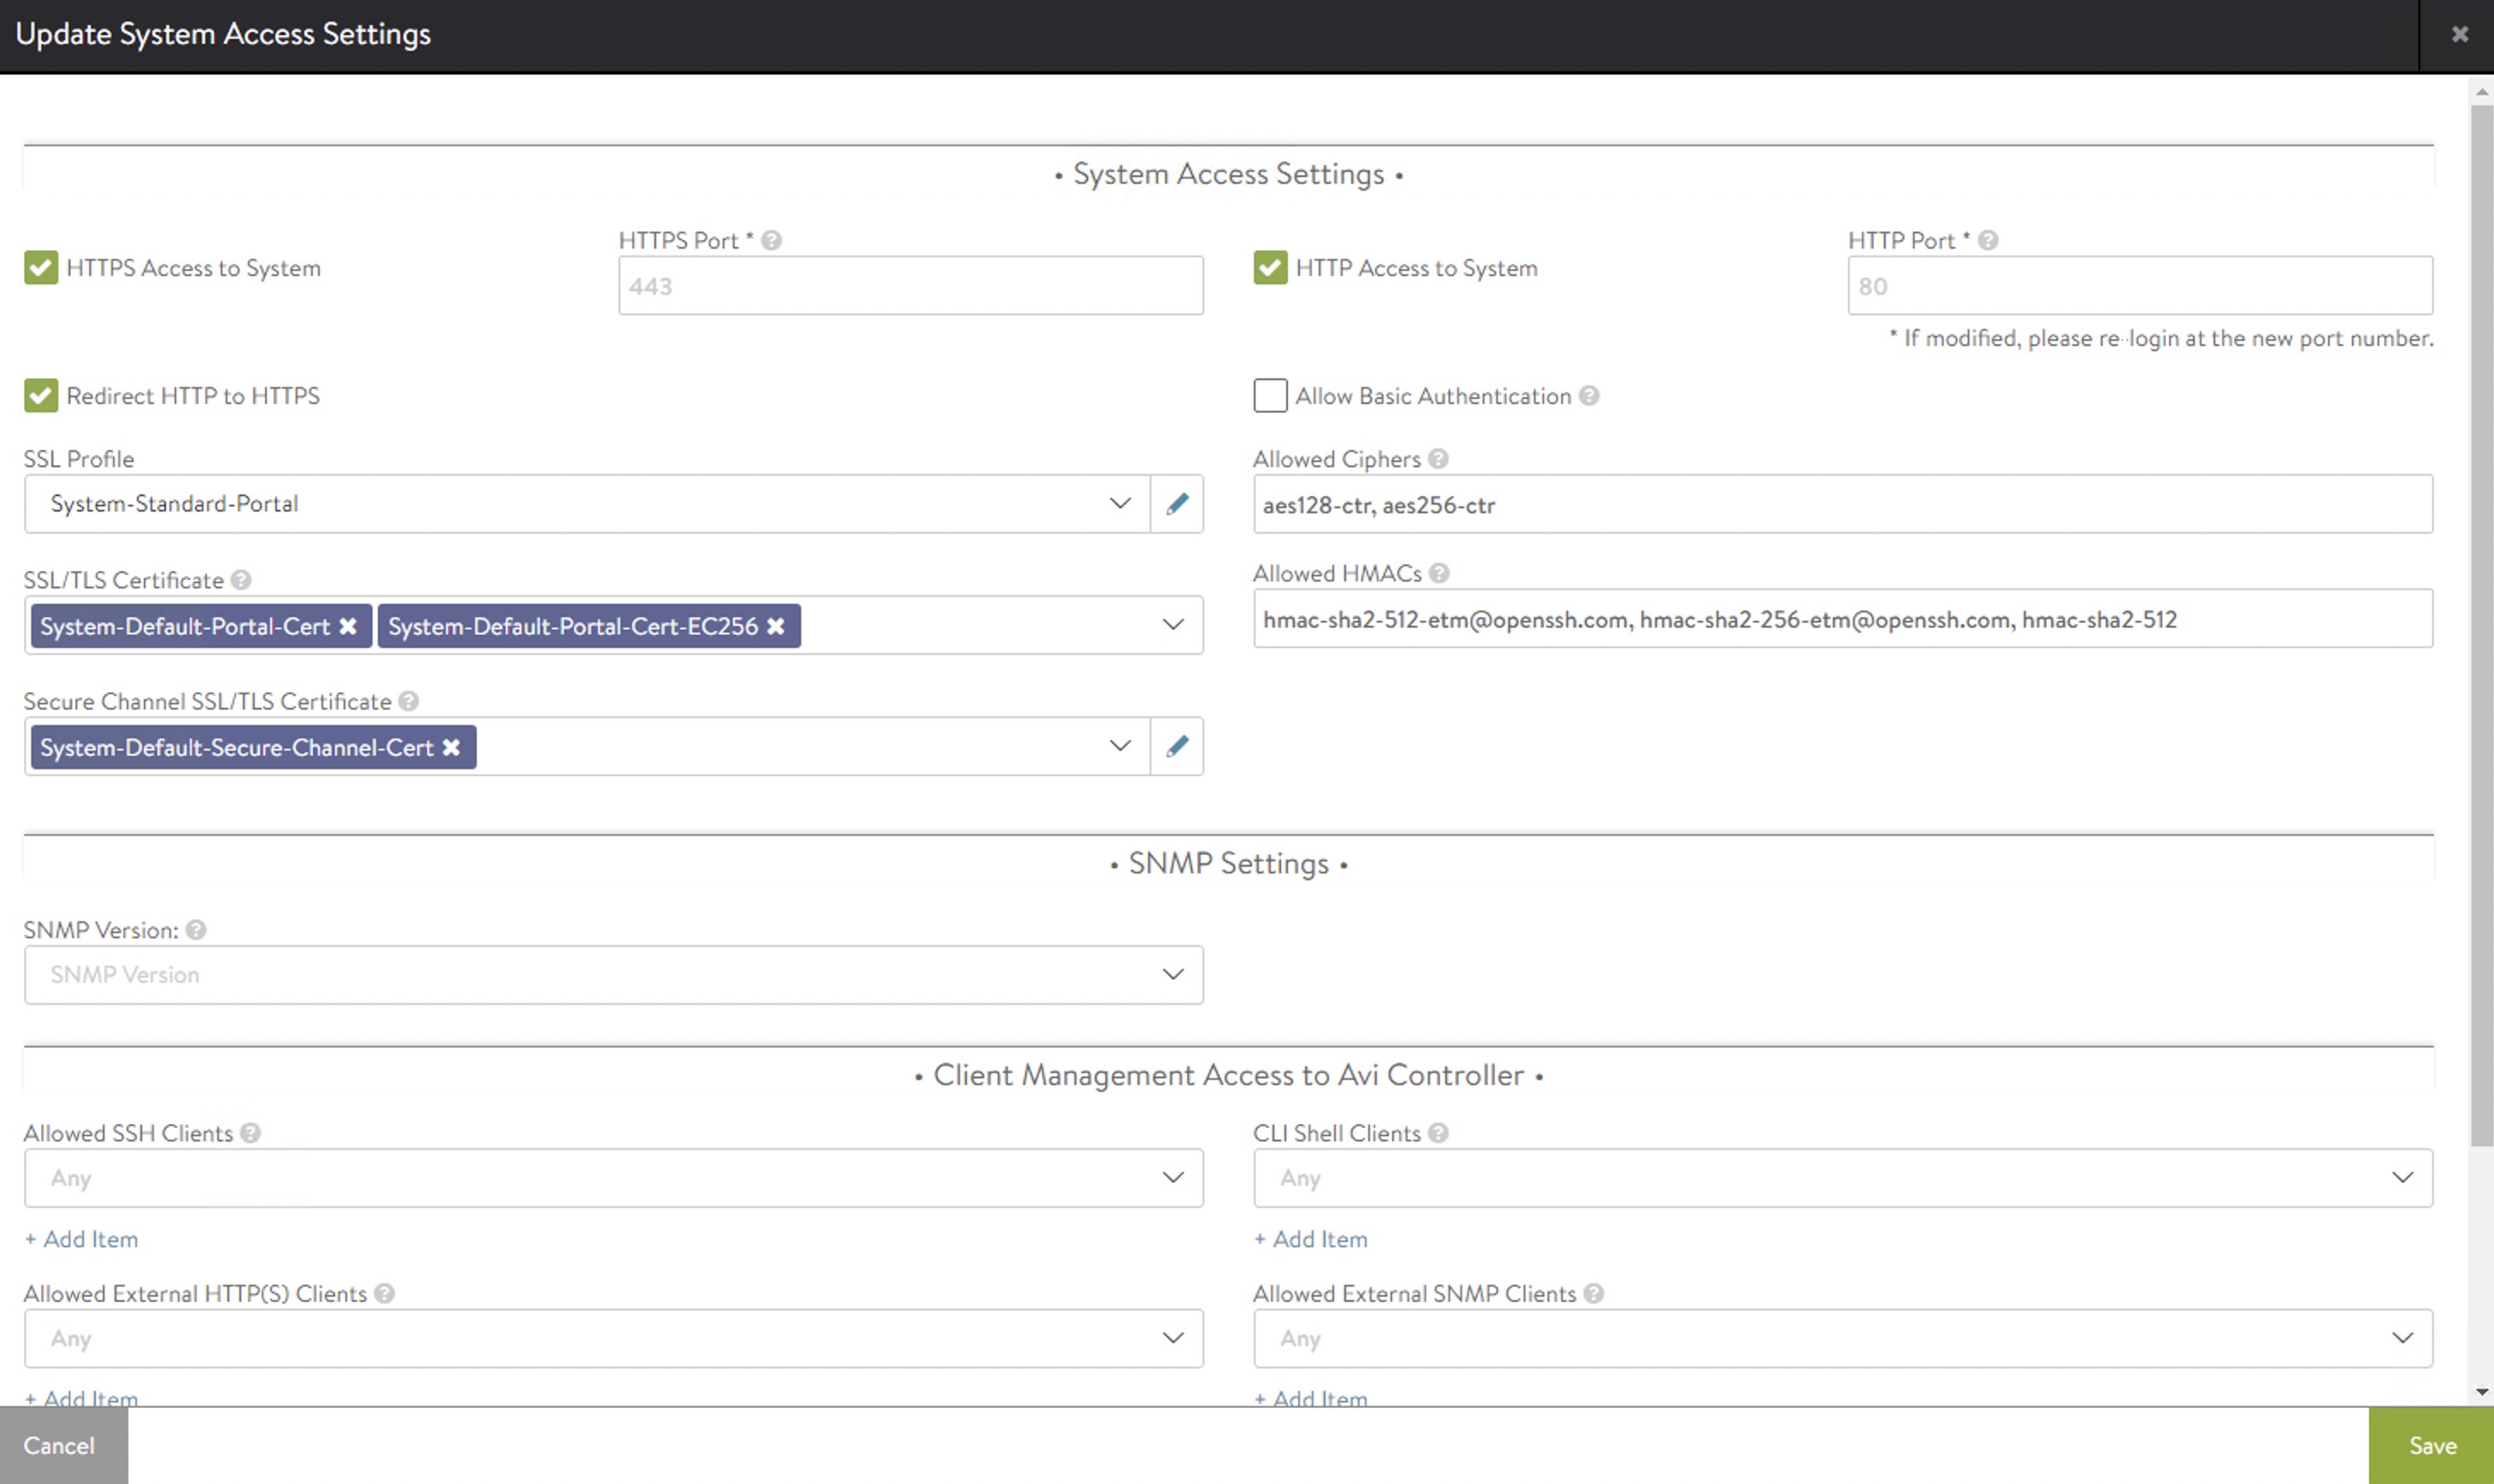 Update System Access Settings
• System Access Settings •
HTTPS Access to System
HTTPS Port *
443
HTTP Access to System
HTTP Port *
80
* If modified, please re-login at the new port number.
Redirect HTTP to HTTPS
Allow Basic Authentication
SSL Profile
System-Standard-Portal
Allowed Ciphers
aes128-ctr, aes256-ctr
SSL/TLS Certificate
System-Default-Portal-Cert System-Default-Portal-Cert-EC256
Allowed HMACs
hmac-sha2-512-etm@openssh.com, hmac-sha2-256-etm@openssh.com, hmac-sha2-512
Secure Channel SSL/TLS Certificate
System-Default-Secure-Channel-Cert
• SNMP Settings •
SNMP Version:
SNMP Version
• Client Management Access to Avi Controller •
Allowed SSH Clients
Any
+ Add Item
CLI Shell Clients
Any
+ Add Item
Allowed External HTTP(S) Clients
Any
+ Add Item
Allowed External SNMP Clients
Any
+ Add Item
Cancel
Save